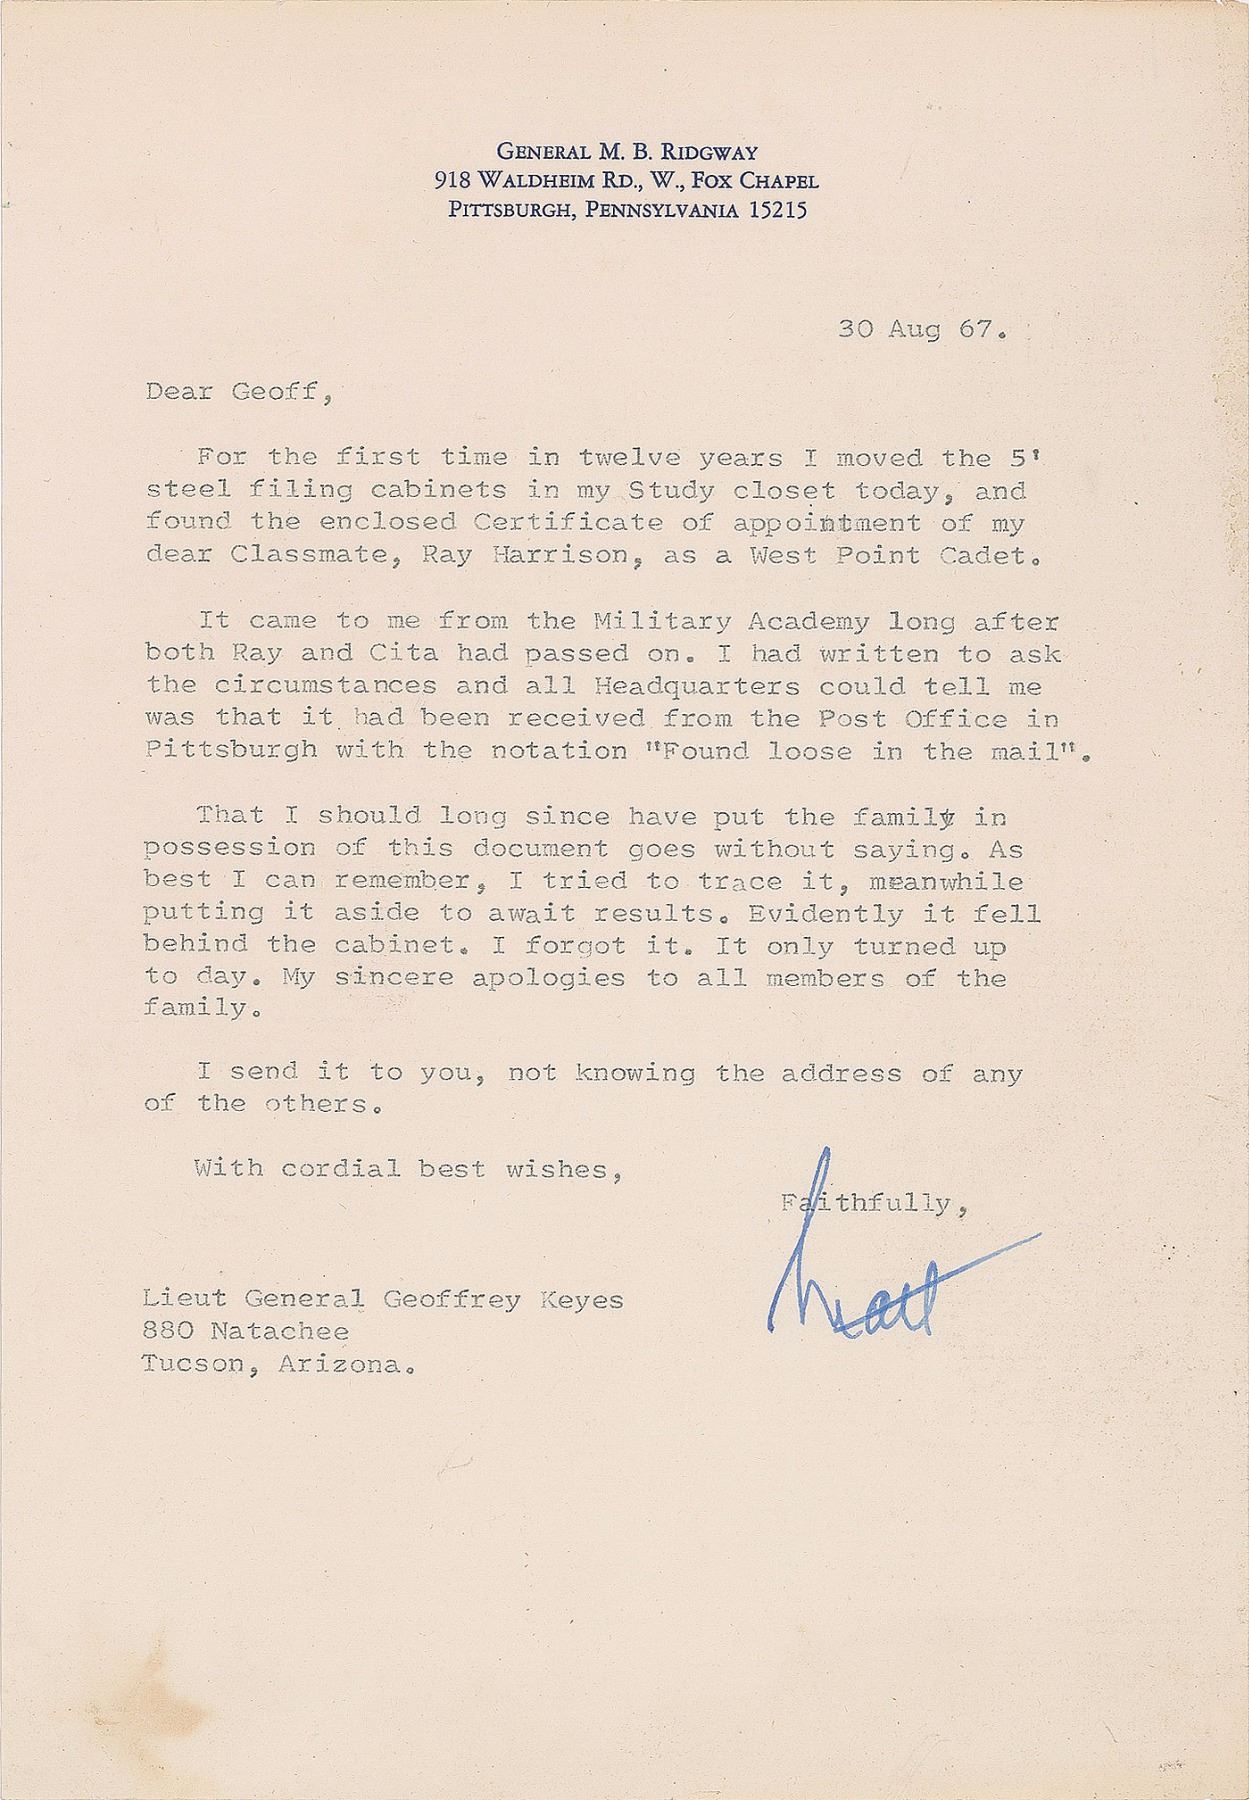 General M. B. Ridgway
918 Waldheim Rd., W., Fox Chapel
Pittsburgh, Pennsylvania 15215
30 Aug 67.
Dear Geoff,
For the first time in twelve years I moved the 5'
steel filing cabinets in my Study closet today, and
found the enclosed Certificate of appointment of my
dear Classmate, Ray Harrison, as a West Point Cadet.
It came to me from the Military Academy long after
both Ray and Cita had passed on. I had written to ask
the circumstances and all Headquarters could tell me
was that it had been received from the Post Office in
Pittsburgh with the notation "Found loose in the mail".
That I should long since have put the family in
possession of this document goes without saying. As
best I can remember, I tried to trace it, meanwhile
putting it aside to await results. Evidently it fell
behind the cabinet. I forgot it. It only turned up
to day. My sincere apologies to all members of the
family.
I send it to you, not knowing the address of any
of the others.
With cordial best wishes,
Faithfully,
Matt
Lieut General Geoffrey Keyes
880 Natachee
Tucson, Arizona.